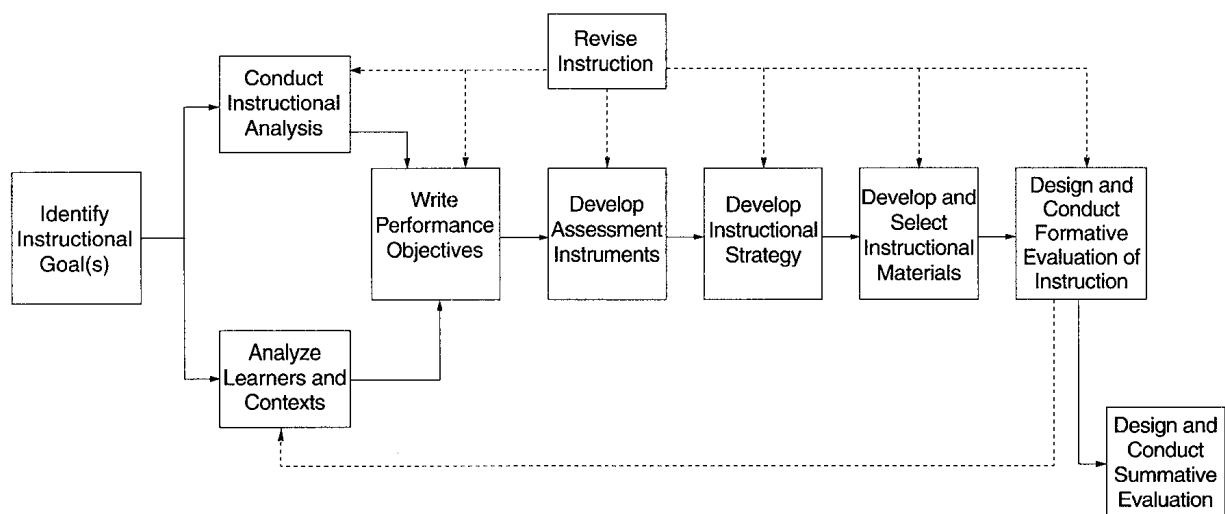 Revise
Instruction
Conduct
Instructional
Analysis
Identify
Instructional
Goal(s)
Write
Performance
Objectives
Develop
Assessment
Instruments
Develop
Instructional
Strategy
Develop and
Select
Instructional
Materials
Design and
Conduct
Formative
Evaluation of
Instruction
Analyze
Learners and
Contexts
Design and
Conduct
Summative
Evaluation